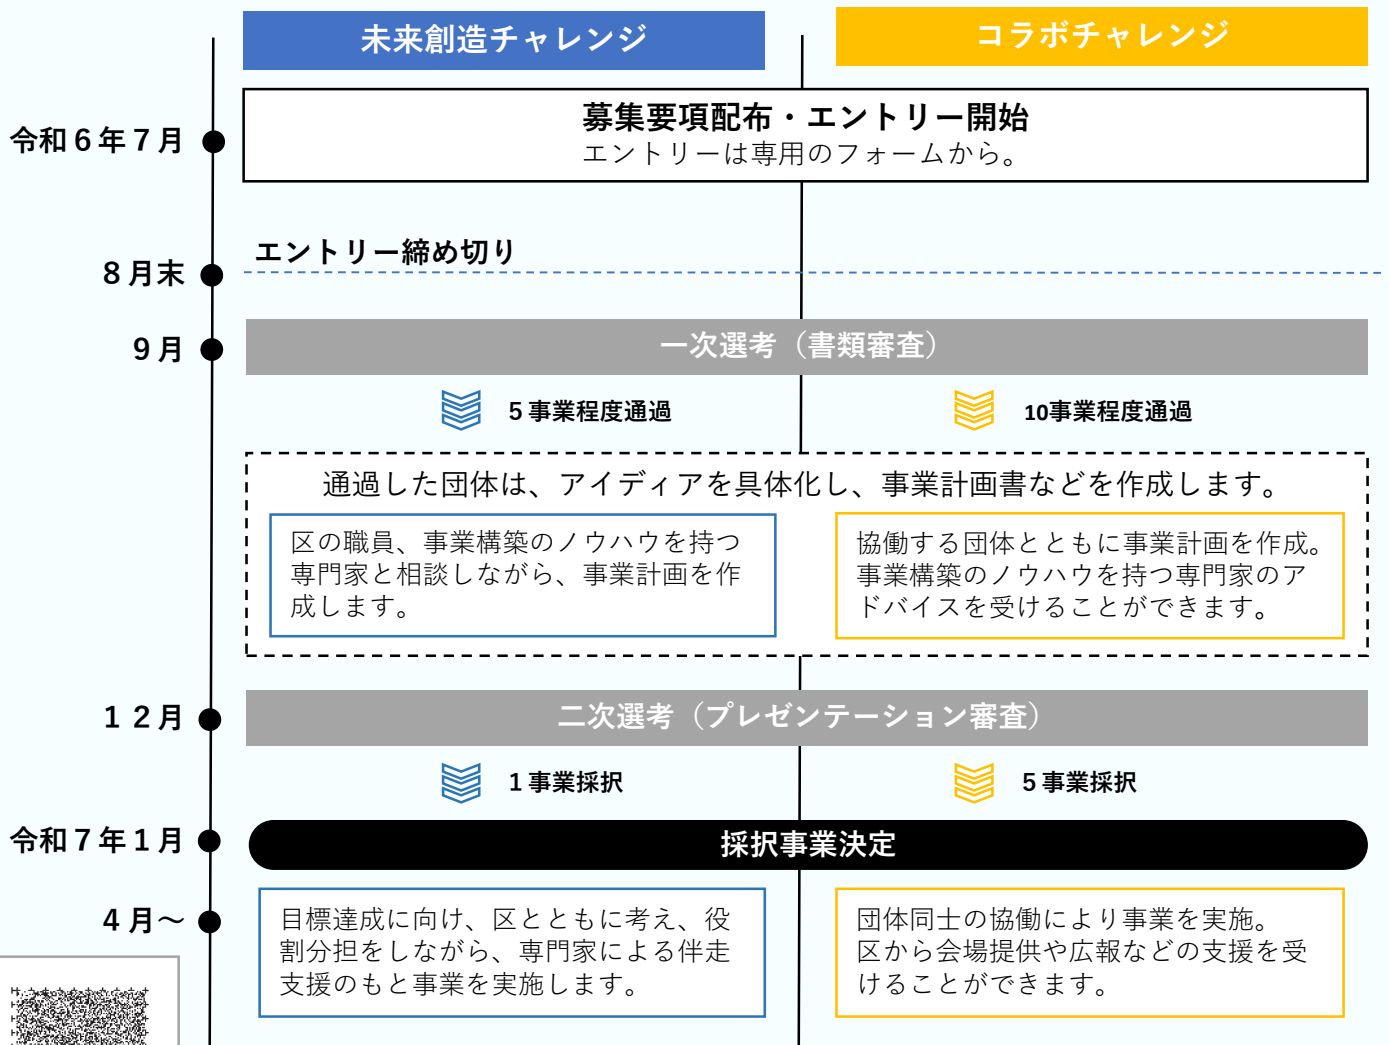 未来創造チャレンジ
コラボチャレンジ
令和６年７月
募集要項配布・エントリー開始
エントリーは専用のフォームから。
８月末
エントリー締め切り
９月
一次選考（書類審査）
５事業程度通過
10事業程度通過
通過した団体は、アイディアを具体化し、事業計画書などを作成します。
区の職員、事業構築のノウハウを持つ
専門家と相談しながら、事業計画を作
成します。
協働する団体とともに事業計画を作成。
事業構築のノウハウを持つ専門家のア
ドバイスを受けることができます。
１２月
二次選考（プレゼンテーション審査）
１事業採択
５事業採択
令和７年１月
採択事業決定
４月～
目標達成に向け、区とともに考え、役
割分担をしながら、専門家による伴走
支援のもと事業を実施します。
団体同士の協働により事業を実施。
区から会場提供や広報などの支援を受
けることができます。